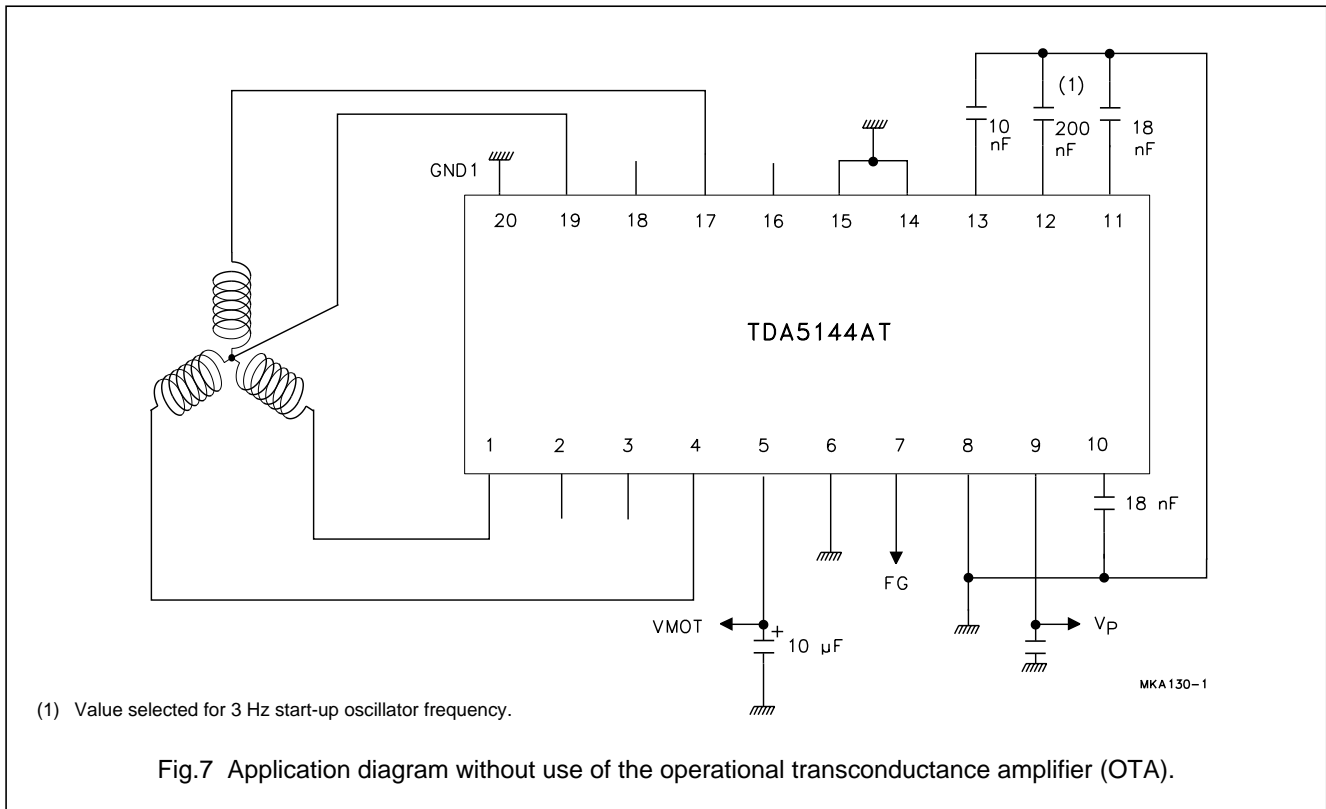 (1)
10 nF
200 nF
18 nF
GND1
20 19 18 17 16 15 14 13 12 11
TDA5144AT
1 2 3 4 5 6 7 8 9 10
18 nF
FG
VMOT
+
10 µF
VP
MKA130-1
(1) Value selected for 3 Hz start-up oscillator frequency.
Fig.7 Application diagram without use of the operational transconductance amplifier (OTA).